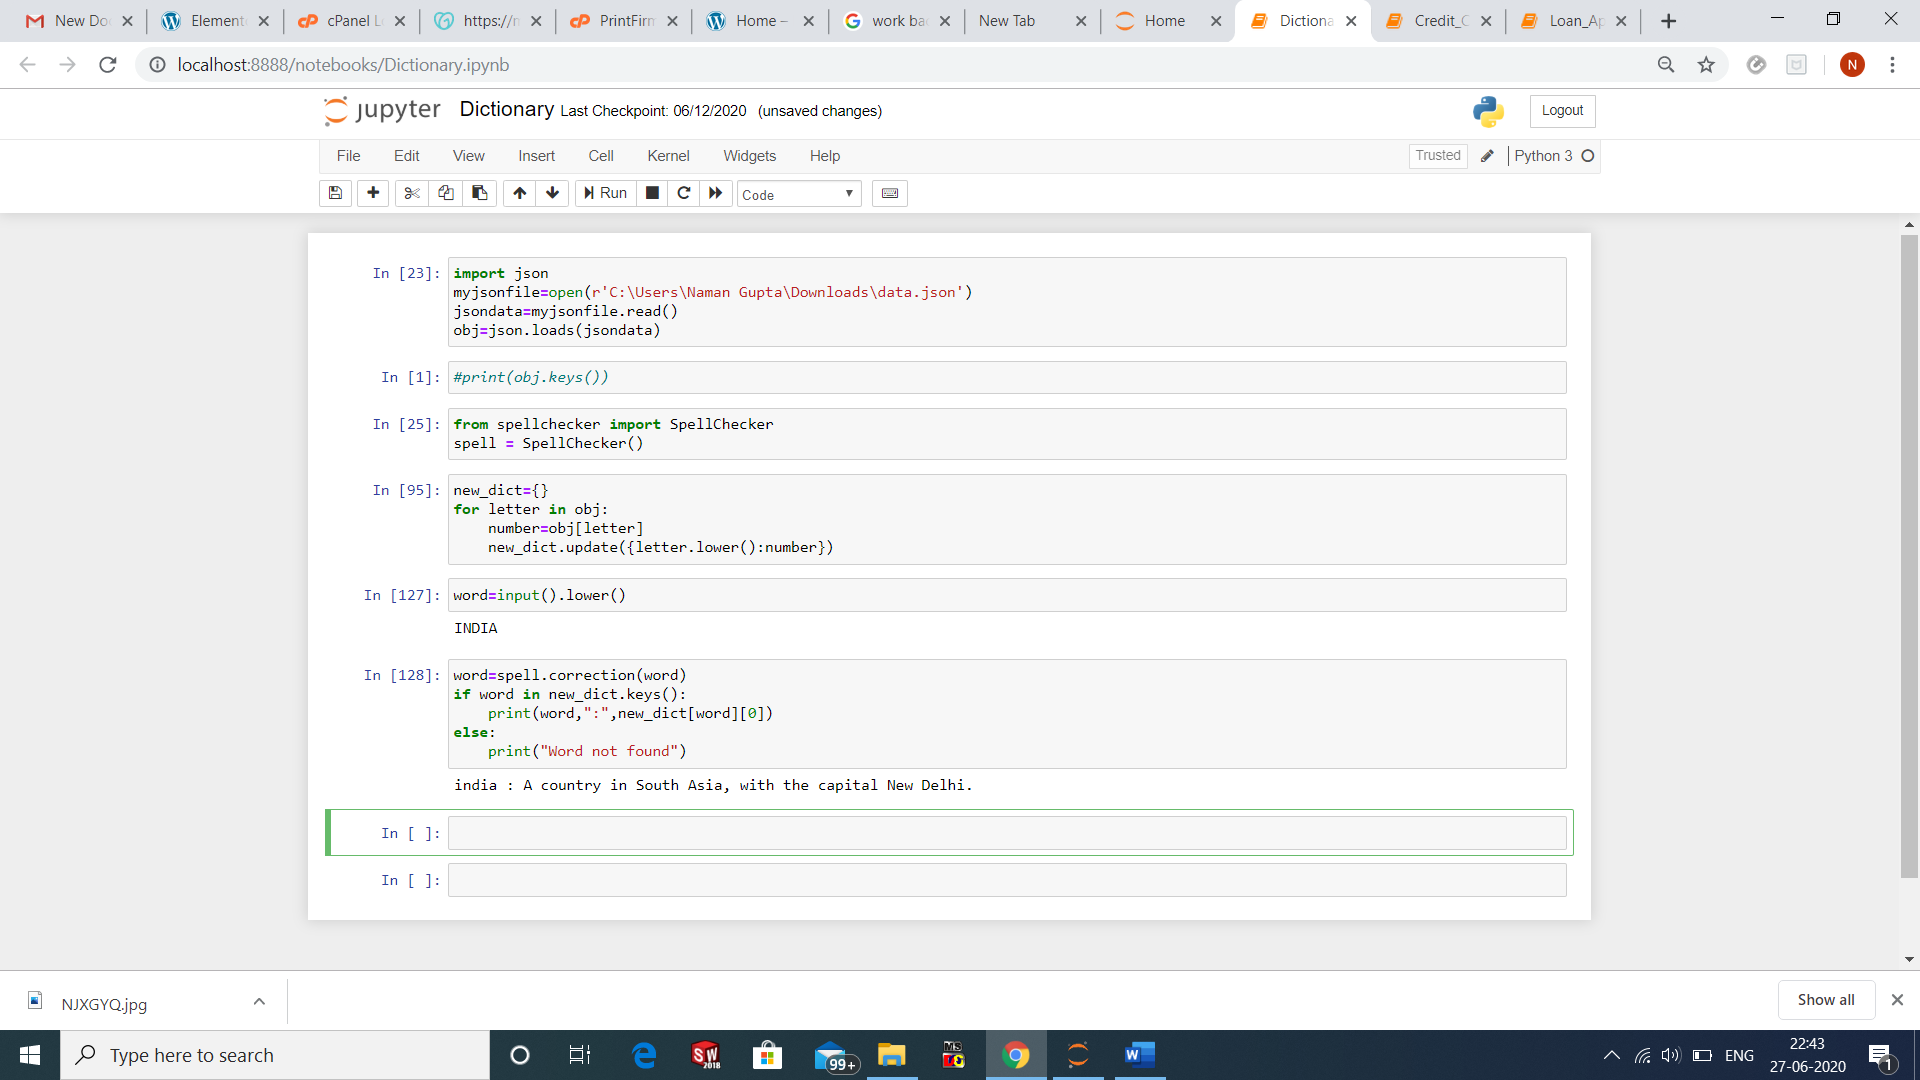 New Do
Element
cPanel L
https://n
PrintFirm
Home –
work ba
New Tab
Home
Dictiona
Credit_C
Loan_Ap
localhost:8888/notebooks/Dictionary.ipynb
N
jupyter Dictionary Last Checkpoint: 06/12/2020 (unsaved changes)
Logout
File Edit View Insert Cell Kernel Widgets Help
Trusted Python 3
Run Code
In [23]: import json
myjsonfile=open(r'C:\Users\Naman Gupta\Downloads\data.json')
jsondata=myjsonfile.read()
obj=json.loads(jsondata)
In [1]: #print(obj.keys())
In [25]: from spellchecker import SpellChecker
spell = SpellChecker()
In [95]: new_dict={}
for letter in obj:
    number=obj[letter]
    new_dict.update({letter.lower():number})
In [127]: word=input().lower()
INDIA
In [128]: word=spell.correction(word)
if word in new_dict.keys():
    print(word,":",new_dict[word][0])
else:
    print("Word not found")
india : A country in South Asia, with the capital New Delhi.
In [ ]:
In [ ]:
NJXGYQ.jpg
Show all
Type here to search
SW
2018
99+
MS
W
ENG
22:43
27-06-2020
1